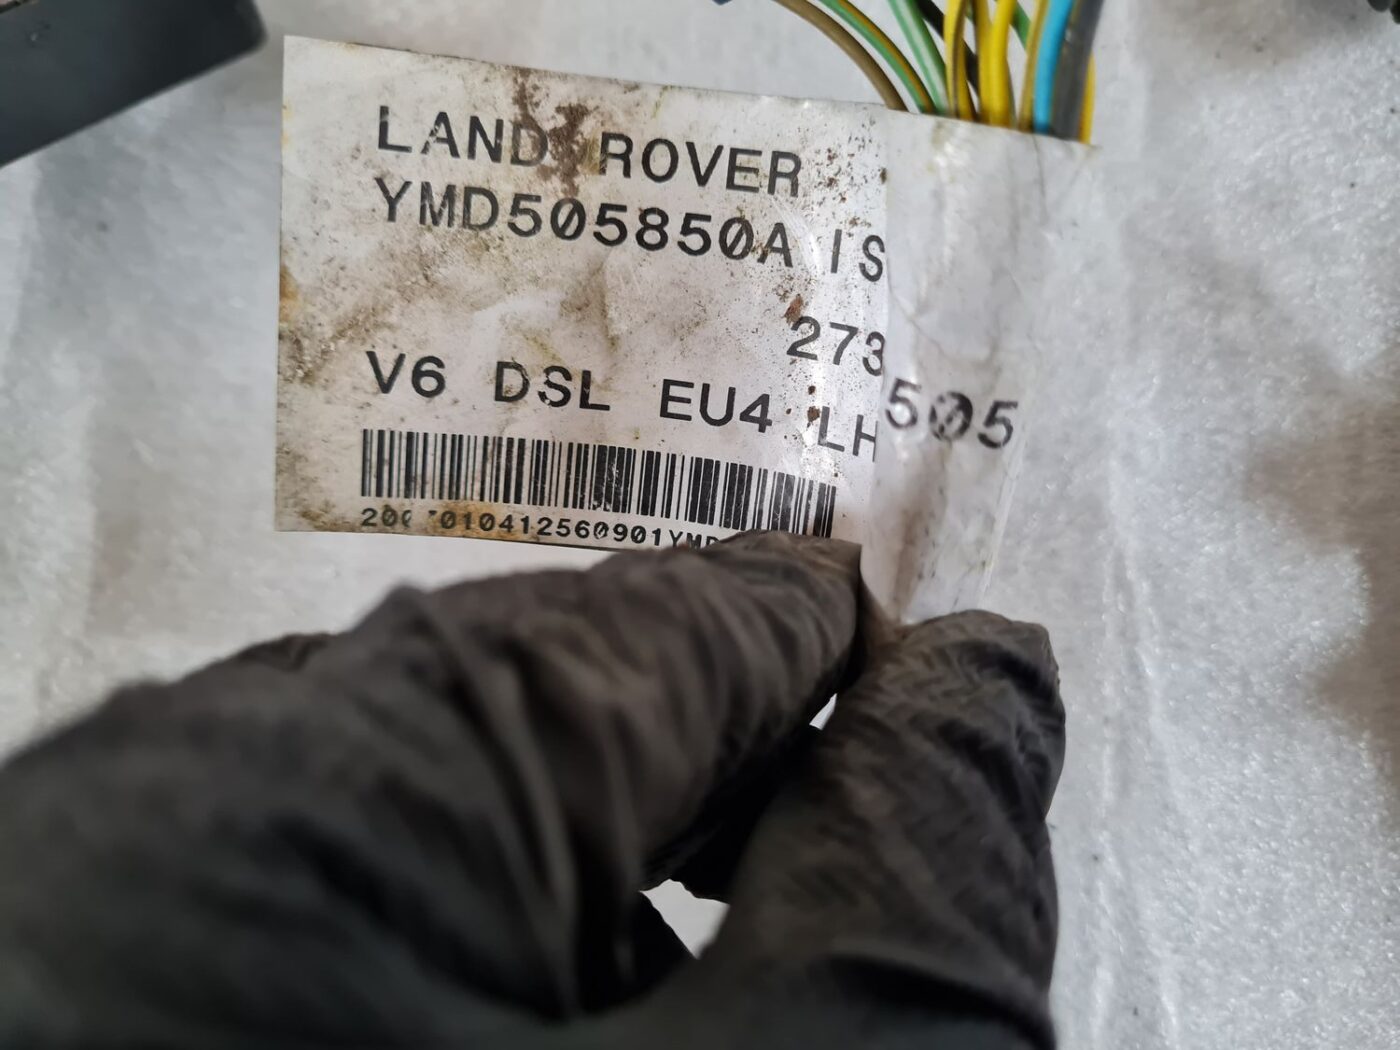 LAND ROVER
YMD505850A IS
273
V6 DSL EU4 LH
505